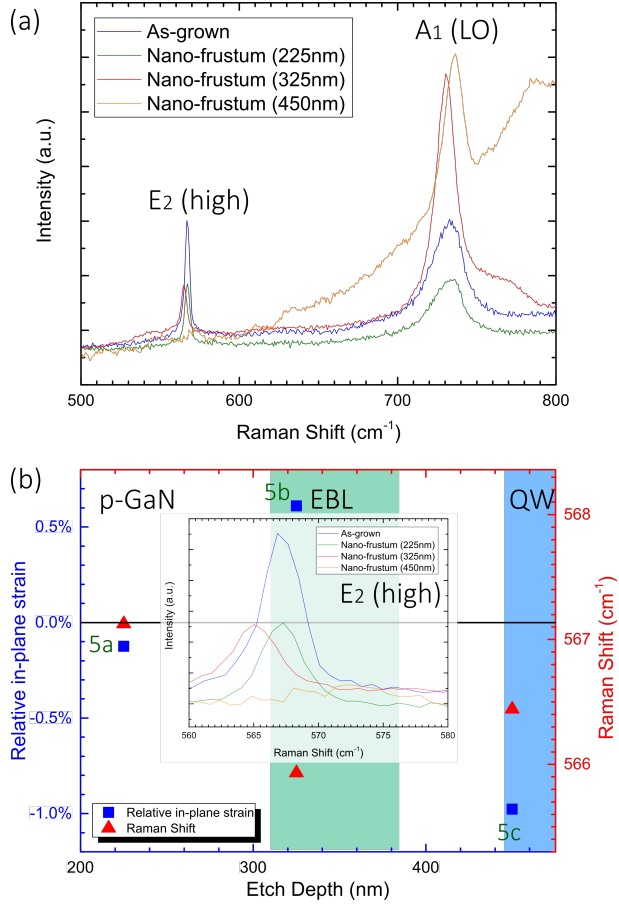 (a)
As-grown
Nano-frustum (225nm)
Nano-frustum (325nm)
Nano-frustum (450nm)
A1 (LO)
E2 (high)
Intensity (a.u.)
500
600
700
800
Raman Shift (cm-1)
(b)
p-GaN
5b
EBL
QW
0.5%
0.0%
-0.5%
-1.0%
Relative in-plane strain
568
567
566
Raman Shift (cm-1)
5a
As-grown
Nano-frustum (225nm)
Nano-frustum (325nm)
Nano-frustum (450nm)
E2 (high)
Intensity (a.u.)
560
565
570
575
580
Raman Shift (cm-1)
Relative in-plane strain
Raman Shift
5c
200
300
400
Etch Depth (nm)